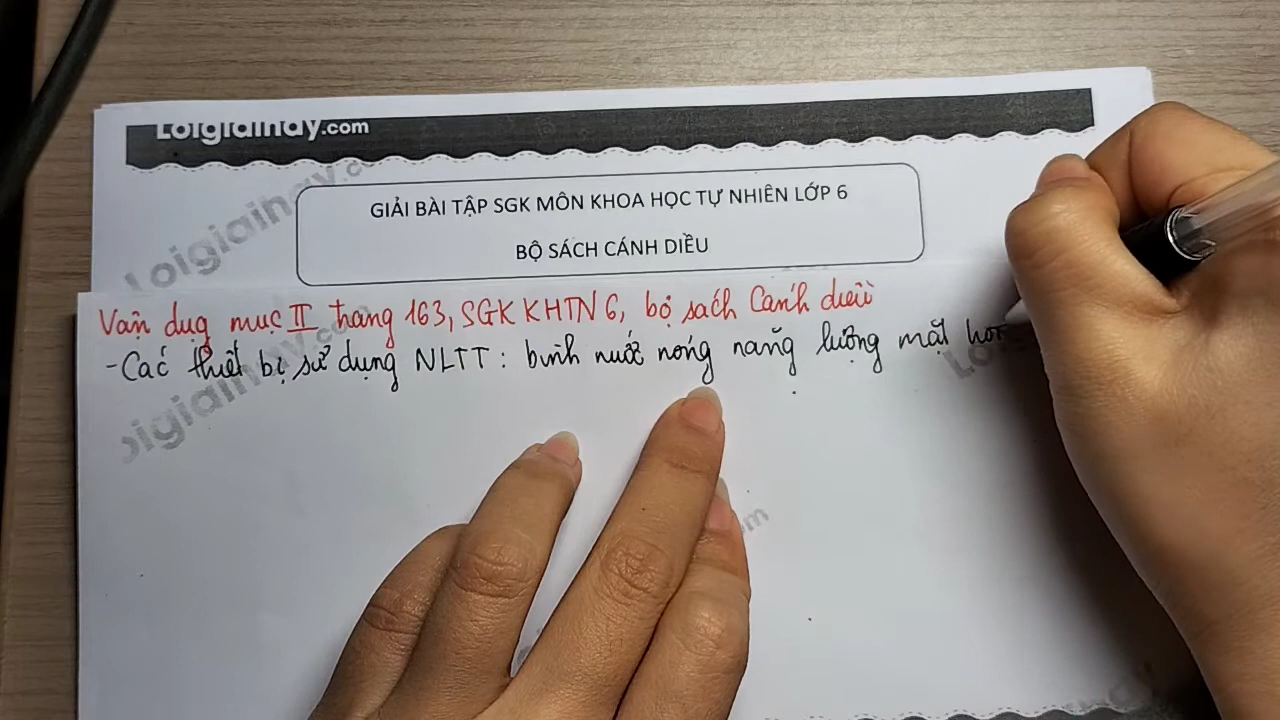 Loigiaihay.com
GIẢI BÀI TẬP SGK MÔN KHOA HỌC TỰ NHIÊN LỚP 6
BỘ SÁCH CÁNH DIỀU
Vận dụg mục II trang 163, SGK KHTN 6, bộ sách Cánh diều
- Các thiết bị sử dụng NLTT : bình nước nóng năng lượng mặt